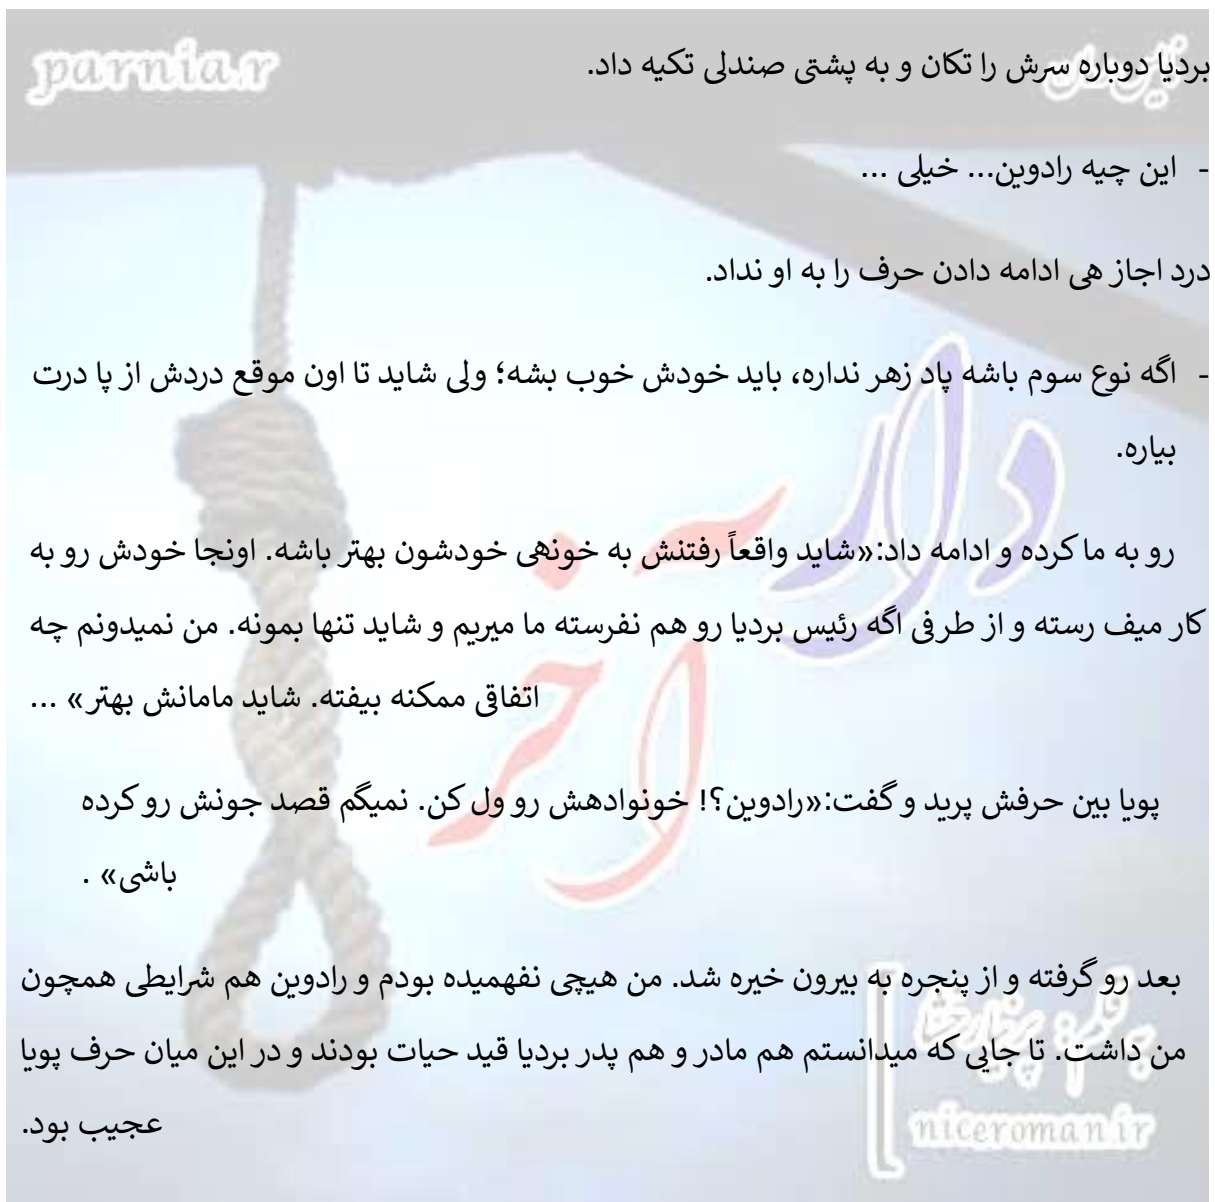 parnia.r
بردیا دوباره سرش را تکان و به پشتی صندلی تکیه داد.
- این چیه رادوین... خیلی ...
درد اجاز هی ادامه دادن حرف را به او نداد.
- اگه نوع سوم باشه پاد زهر نداره، باید خودش خوب بشه؛ ولی شاید تا اون موقع دردش از پا درت
بیاره.
رو به ما کرده و ادامه داد:«شاید واقعاً رفتنش به خونهی خودشون بهتر باشه. اونجا خودش رو به
کار میف رسته و از طرفی اگه رئیس بردیا رو هم نفرسته ما میریم و شاید تنها بمونه. من نمیدونم چه
اتفاقی ممکنه بیفته. شاید مامانش بهتر» ...
پویا بین حرفش پرید و گفت:«رادوین؟! خونوادهش رو ول کن. نمیگم قصد جونش رو کرده
باشی» .
بعد رو گرفته و از پنجره به بیرون خیره شد. من هیچی نفهمیده بودم و رادوین هم شرایطی همچون
من داشت. تا جایی که میدانستم هم مادر و هم پدر بردیا قید حیات بودند و در این میان حرف پویا
عجیب بود.
دار
آخر
niceroman.ir